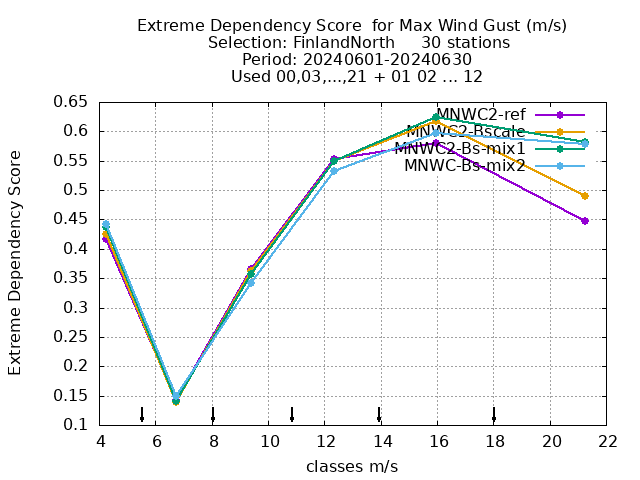 Extreme Dependency Score  for Max Wind Gust (m/s)
Selection: FinlandNorth     30 stations
Period: 20240601-20240630
Used 00,03,...,21 + 01 02 ... 12
MNWC2-ref
MNWC2-Bscale
MNWC2-Bs-mix1
MNWC-Bs-mix2
Extreme Dependency Score
0.65
0.6
0.55
0.5
0.45
0.4
0.35
0.3
0.25
0.2
0.15
0.1
4 6 8 10 12 14 16 18 20 22
classes m/s